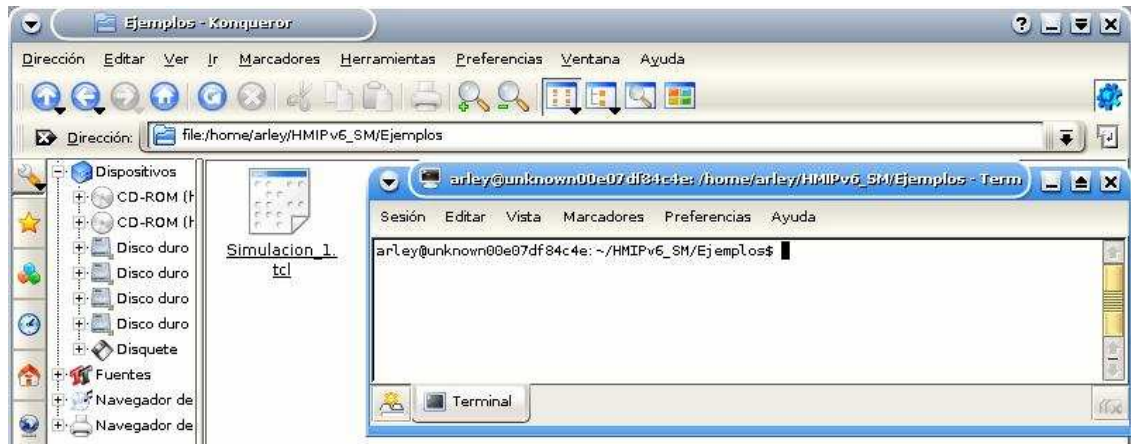 Ejemplos - Konqueror
Dirección Editar Ver Ir Marcadores Herramientas Preferencias Ventana Ayuda
Dirección: file:/home/arley/HMIPv6_SM/Ejemplos
Dispositivos
CD-ROM (H
CD-ROM (H
Disco duro
Disco duro
Disco duro
Disco duro
Disquete
Fuentes
Navegador de
Navegador de
Simulacion_1.
tcl
arley@unknown00e07df84c4e: /home/arley/HMIPv6_SM/Ejemplos - Term
Sesión Editar Vista Marcadores Preferencias Ayuda
arley@unknown00e07df84c4e:~/HMIPv6_SM/Ejemplos$
Terminal